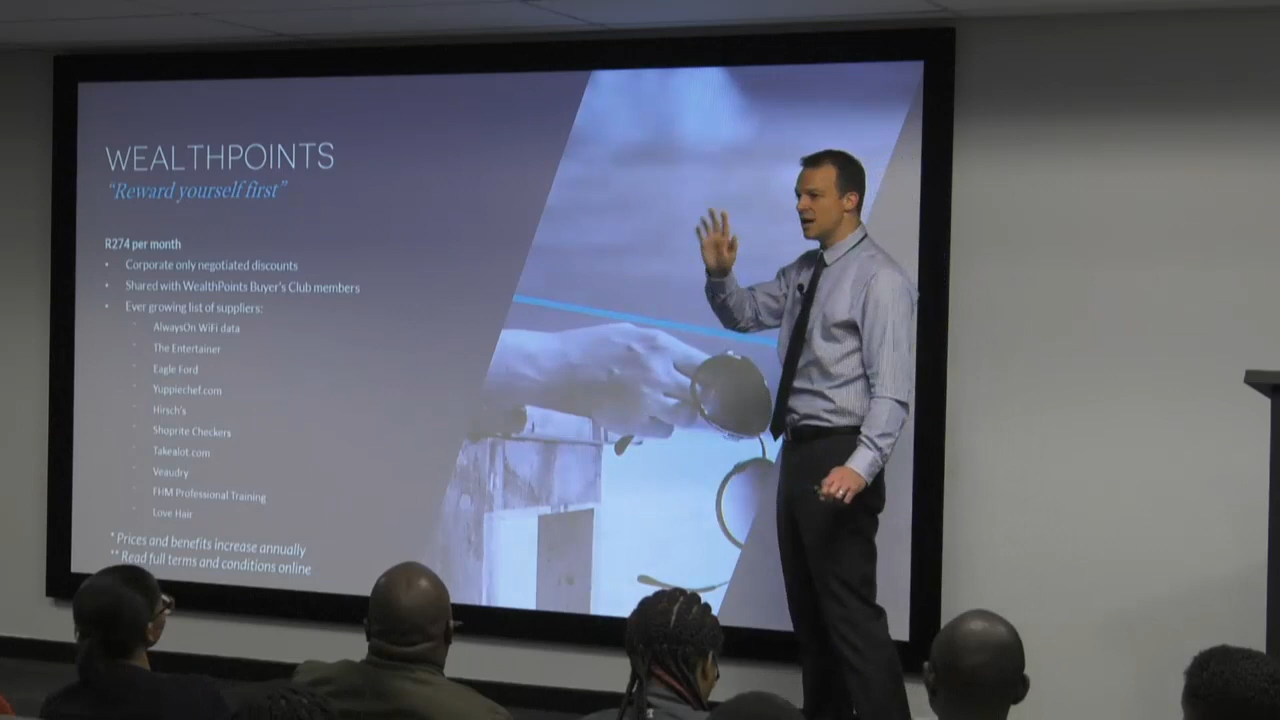 WEALTHPOINTS
“Reward yourself first”
R274 per month
• Corporate only negotiated discounts
• Shared with WealthPoints Buyer's Club members
• Ever growing list of suppliers:
AlwaysOn WiFi data
The Entertainer
Eagle Ford
Yuppiechef.com
Hirsch's
Shoprite Checkers
Takealot.com
Veaudry
FHM Professional Training
Love Hair
* Prices and benefits increase annually
** Read full terms and conditions online